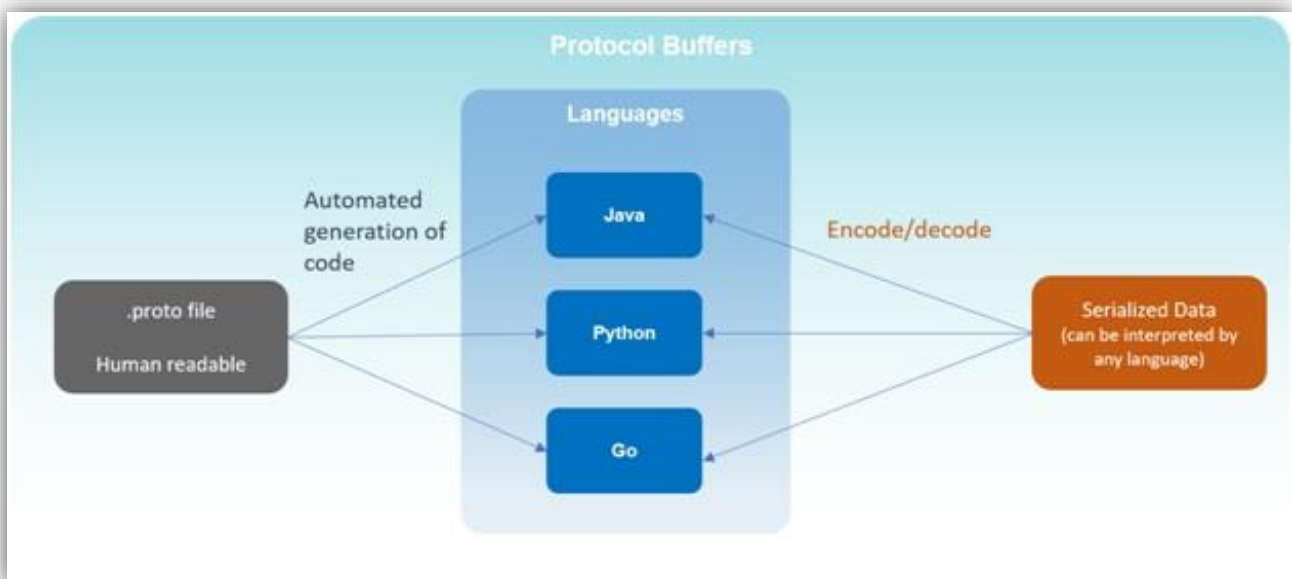 Protocol Buffers
Languages
Automated
generation of
code
Java
Encode/decode
.proto file
Human readable
Python
Serialized Data
(can be interpreted by
any language)
Go